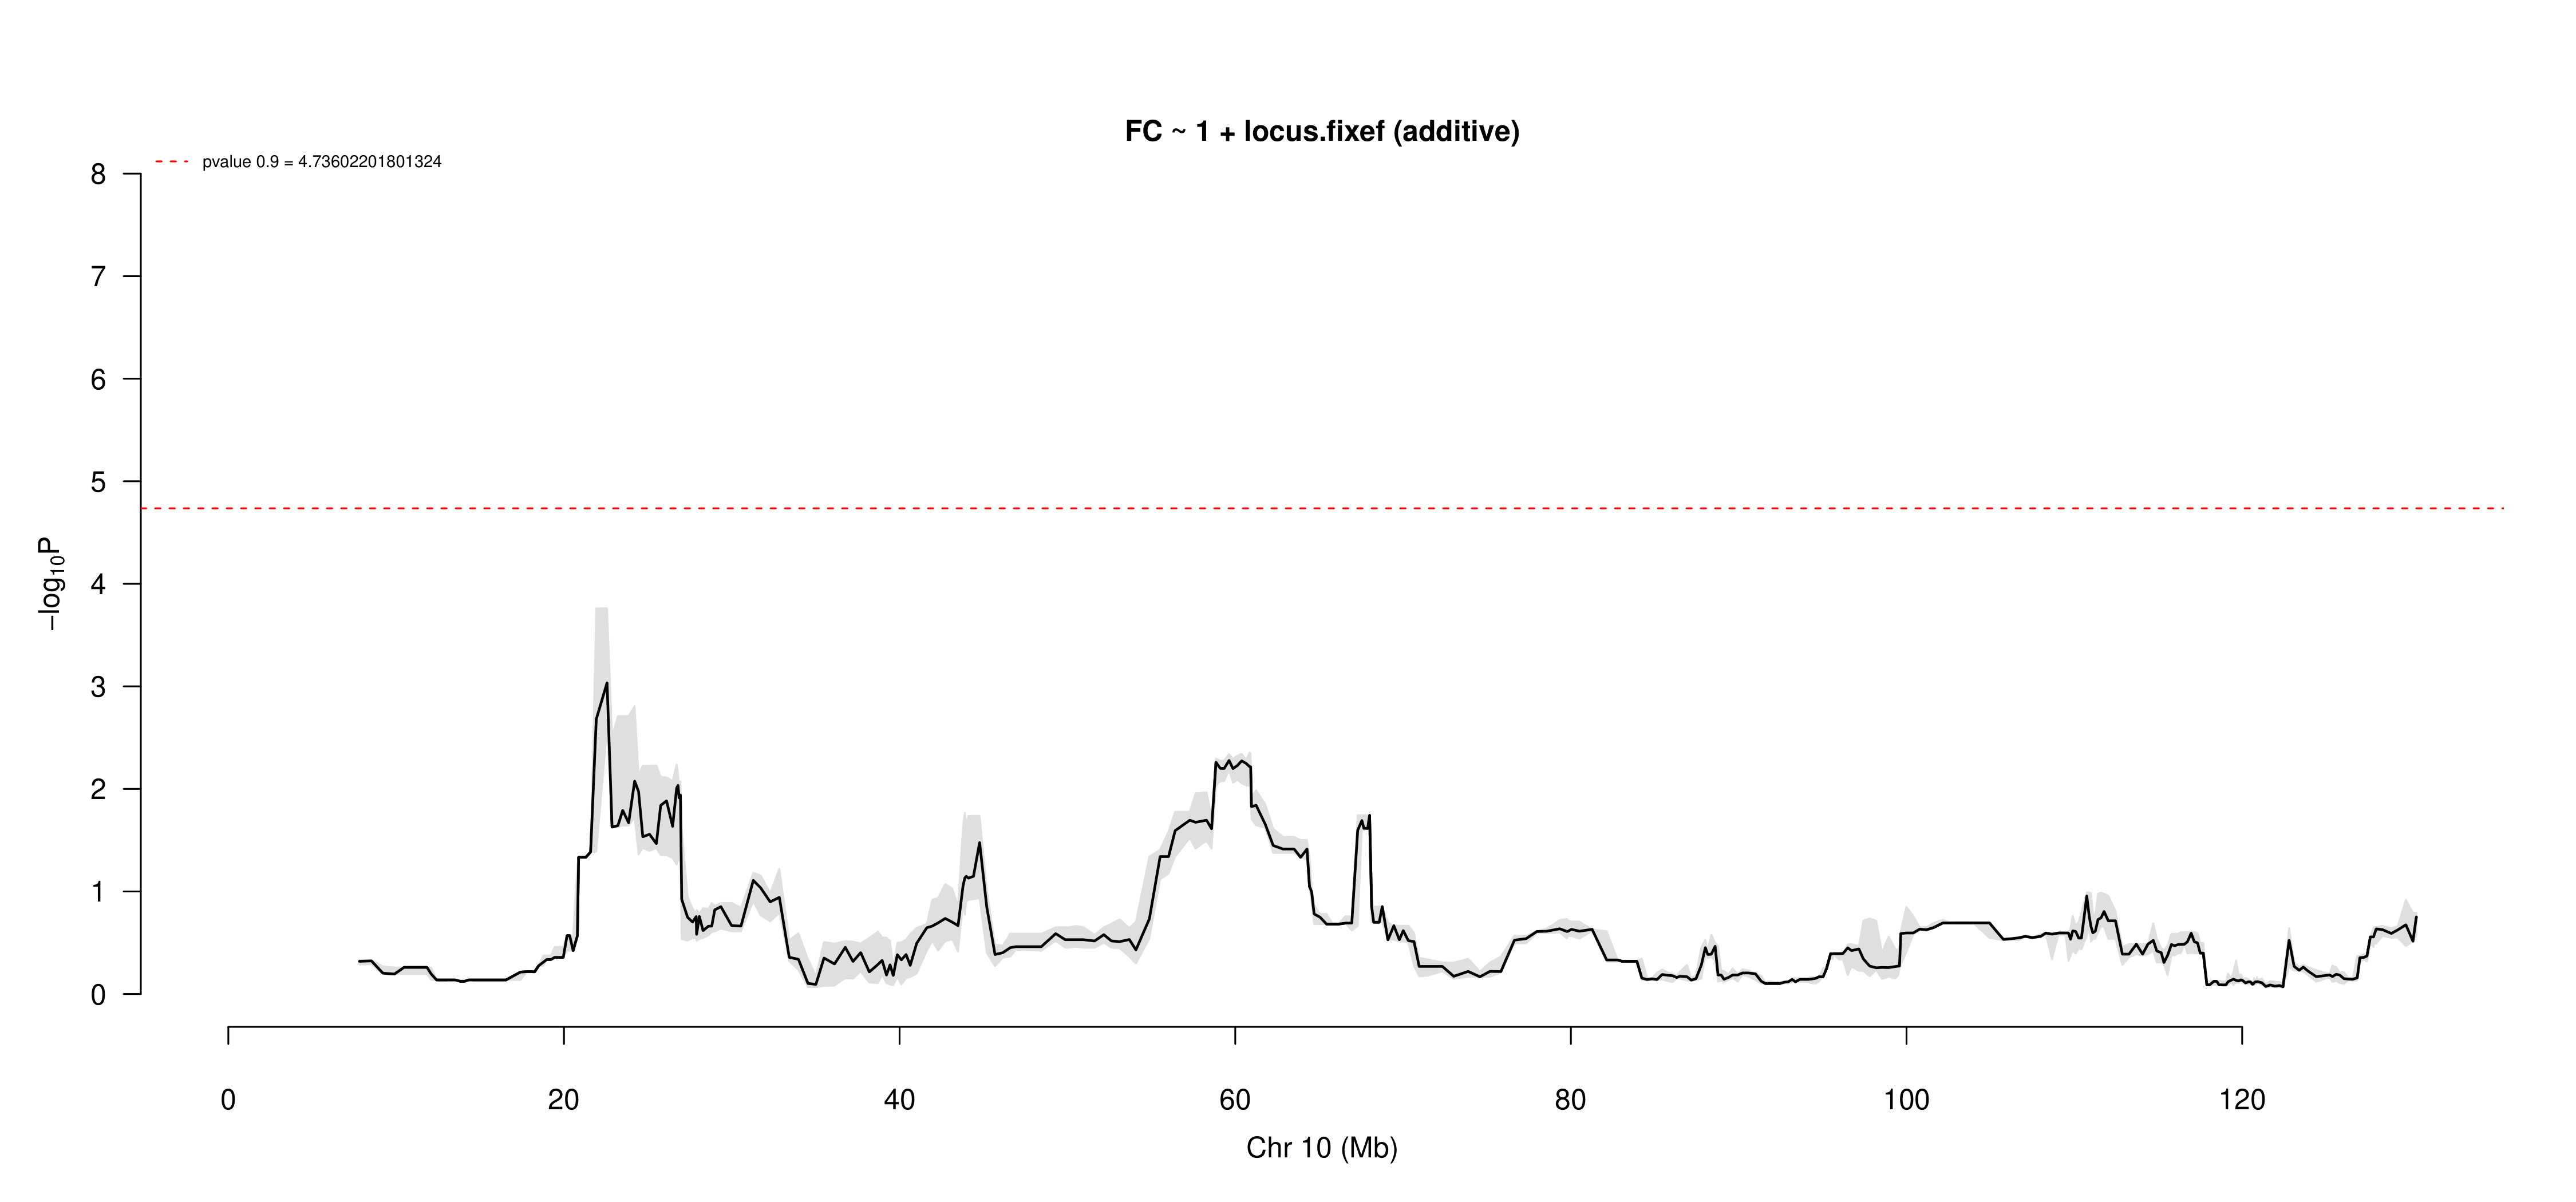 FC ~ 1 + locus.fixef (additive)
pvalue 0.9 = 4.73602201801324
8
7
6
5
4
3
2
1
0
−log10P
0 20 40 60 80 100 120
Chr 10 (Mb)